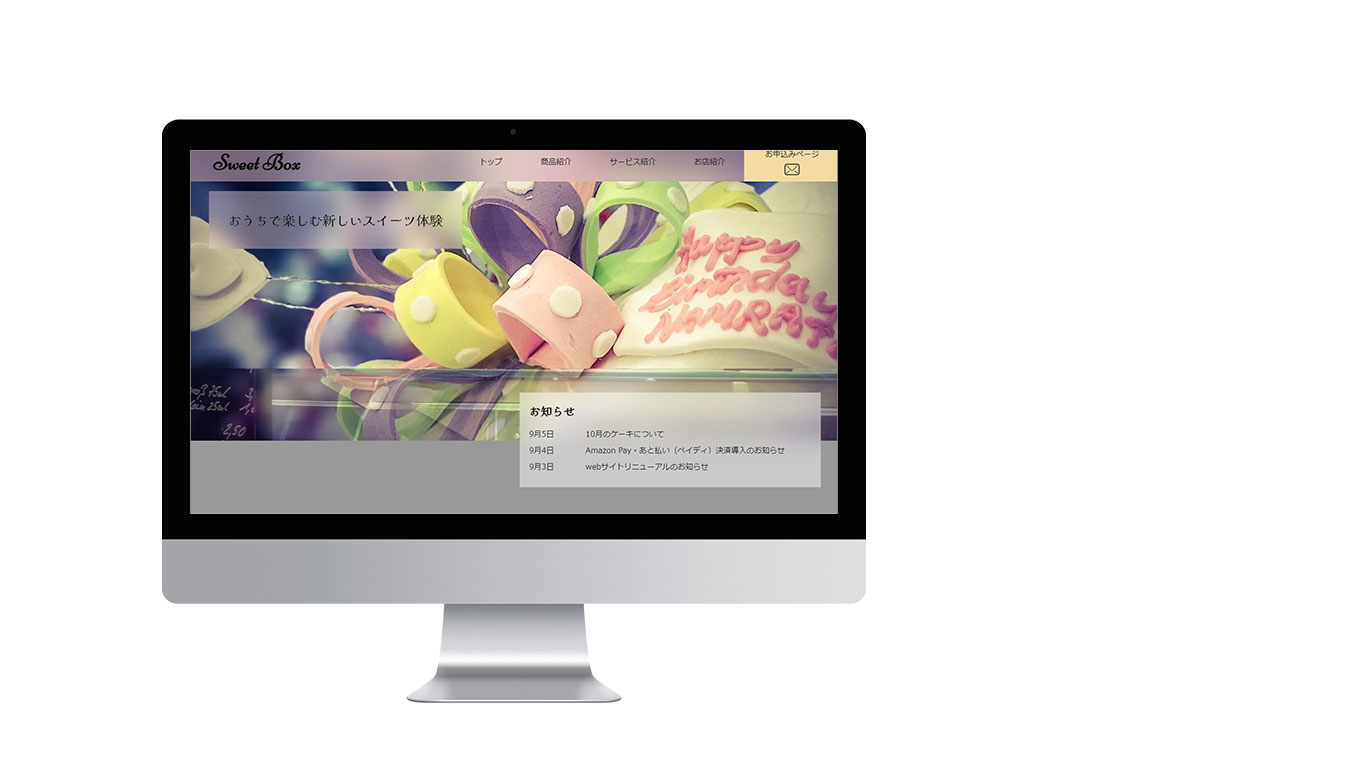 Sweet Box
トップ
商品紹介
サービス紹介
お店紹介
お申込みページ
おうちで楽しむ新しいスイーツ体験
Happy
birthday
2,50
お知らせ
9月5日 10月のケーキについて
9月4日 Amazon Pay・あと払い（ペイディ）決済導入のお知らせ
9月3日 webサイトリニューアルのお知らせ